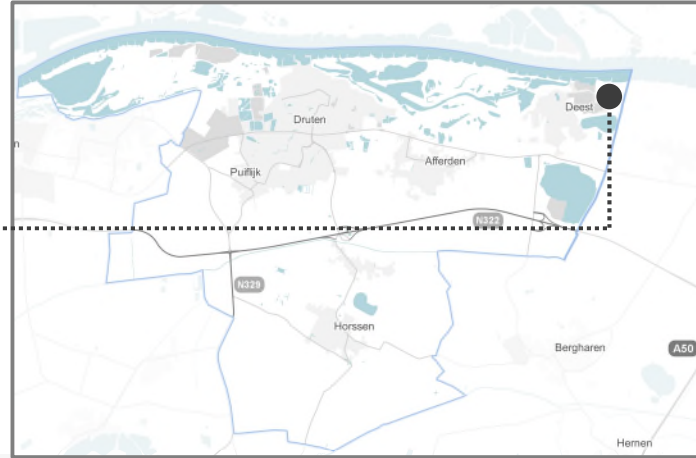 Deest
Druten
n
Afferden
Puiflijk
N322
N329
Horssen
Bergharen
A50
Hernen